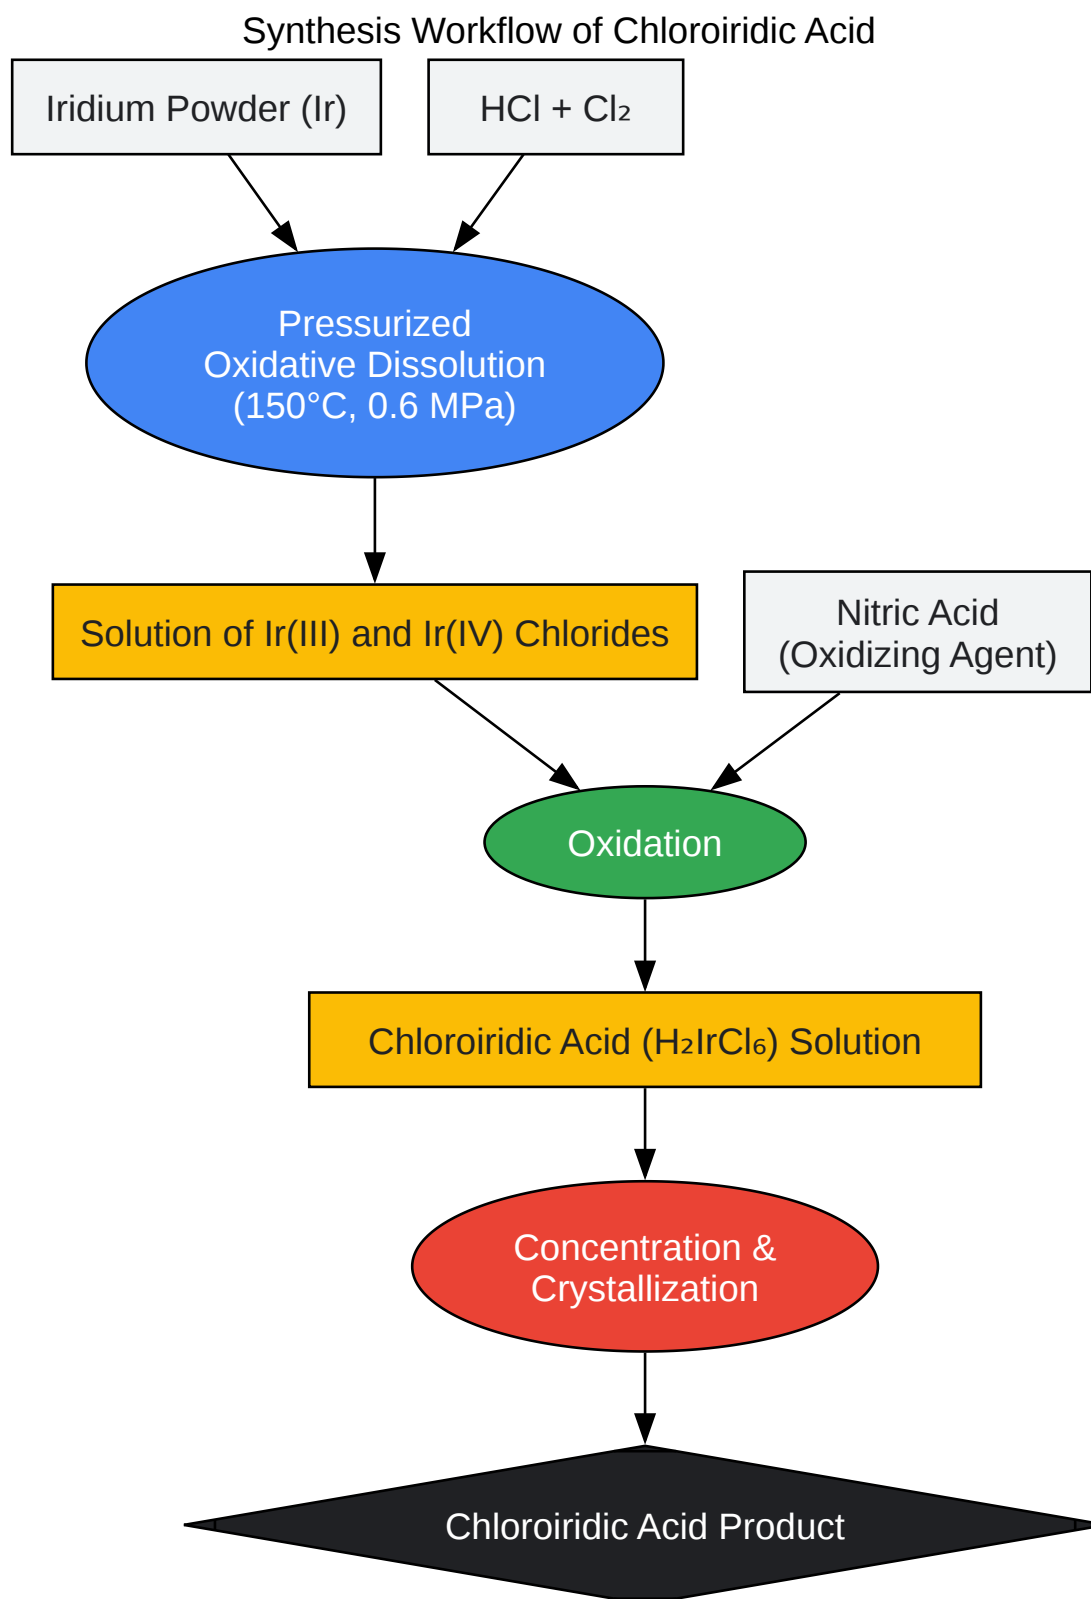 Synthesis Workflow of Chloroiridic Acid
Iridium Powder (Ir)
HCl + Cl₂
Pressurized
Oxidative Dissolution
(150°C, 0.6 MPa)
Solution of Ir(III) and Ir(IV) Chlorides
Nitric Acid
(Oxidizing Agent)
Oxidation
Chloroiridic Acid (H₂IrCl₆) Solution
Concentration &
Crystallization
Chloroiridic Acid Product